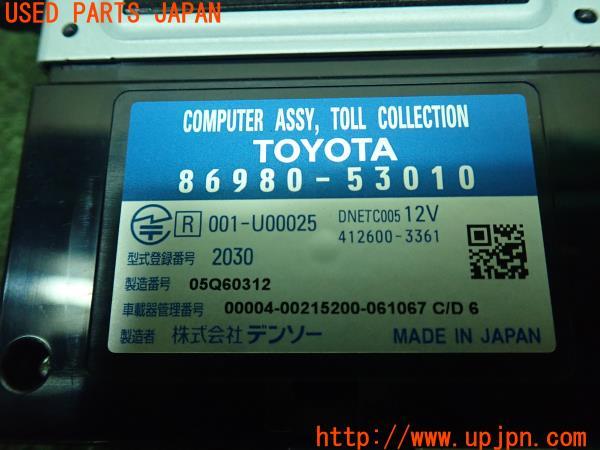 USED PARTS JAPAN
COMPUTER ASSY, TOLL COLLECTION
TOYOTA
86980-53010
R 001-U00025 DNETC005 12V
412600-3361
型式登録番号 2030
製造番号 05Q60312
車載器管理番号 00004-00215200-061067 C/D 6
製造者 株式会社デンソー MADE IN JAPAN
UPJ
http://www.upjpn.com